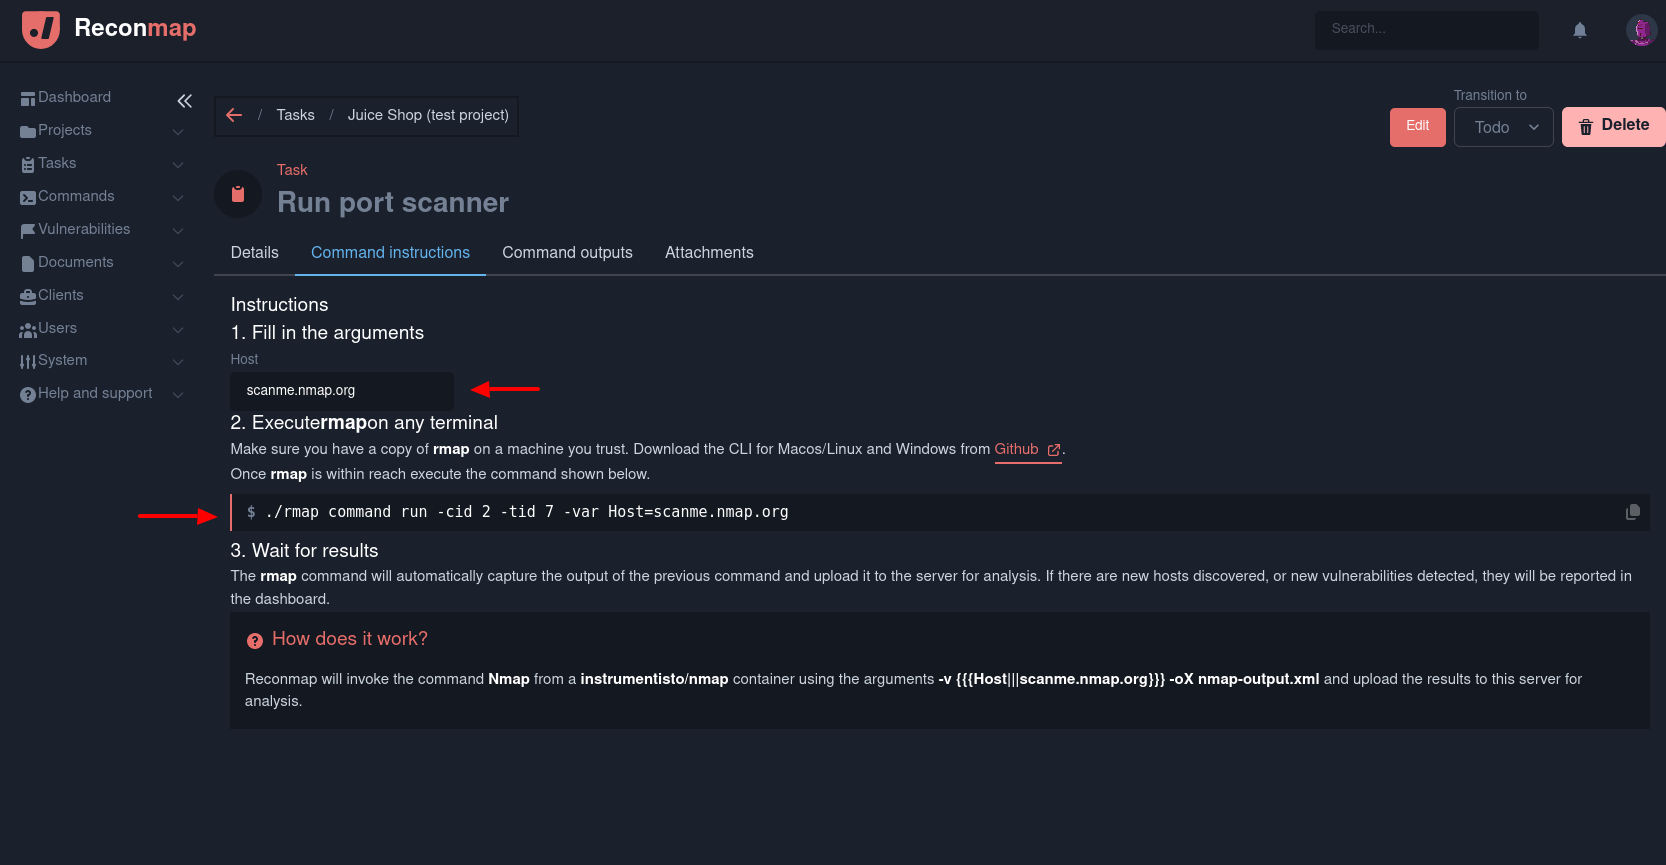 Reconmap
Search...
Dashboard
Projects
Tasks
Commands
Vulnerabilities
Documents
Clients
Users
System
Help and support
/ Tasks / Juice Shop (test project)
Transition to
Edit
Todo
Delete
Task
Run port scanner
Details Command instructions Command outputs Attachments
Instructions
1. Fill in the arguments
Host
scanme.nmap.org
2. Executermapon any terminal
Make sure you have a copy of rmap on a machine you trust. Download the CLI for Macos/Linux and Windows from Github .
Once rmap is within reach execute the command shown below.
$ ./rmap command run -cid 2 -tid 7 -var Host=scanme.nmap.org
3. Wait for results
The rmap command will automatically capture the output of the previous command and upload it to the server for analysis. If there are new hosts discovered, or new vulnerabilities detected, they will be reported in
the dashboard.
How does it work?
Reconmap will invoke the command Nmap from a instrumentisto/nmap container using the arguments -v {{{Host|||scanme.nmap.org}}} -oX nmap-output.xml and upload the results to this server for
analysis.